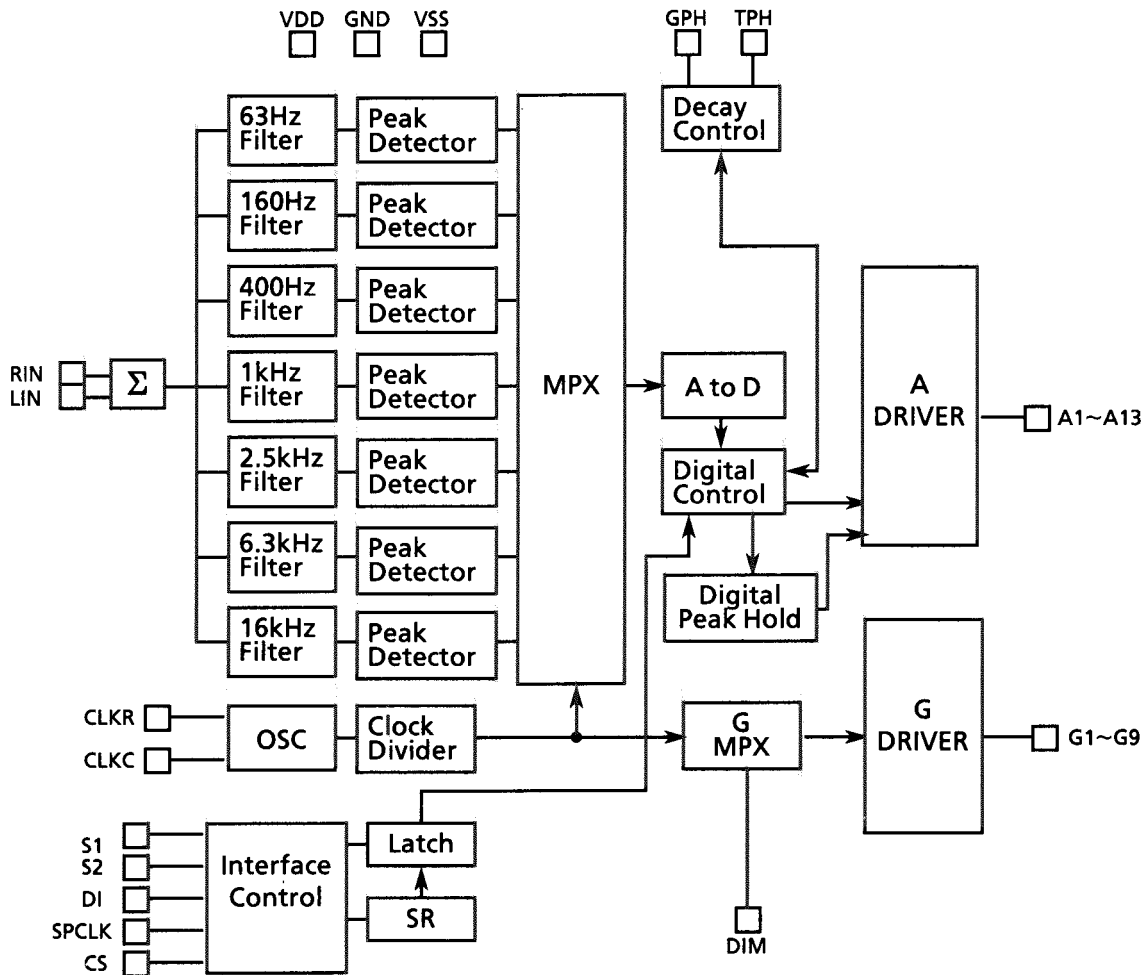 VDD GND VSS
GPH TPH
63Hz
Filter
Peak
Detector
Decay
Control
160Hz
Filter
Peak
Detector
400Hz
Filter
Peak
Detector
RIN
LIN
Σ
1kHz
Filter
Peak
Detector
MPX
A to D
A
DRIVER
A1~A13
2.5kHz
Filter
Peak
Detector
Digital
Control
6.3kHz
Filter
Peak
Detector
Digital
Peak Hold
16kHz
Filter
Peak
Detector
CLKR
CLKC
OSC
Clock
Divider
G
MPX
G
DRIVER
G1~G9
S1
S2
DI
SPCLK
CS
Interface
Control
Latch
SR
DIM